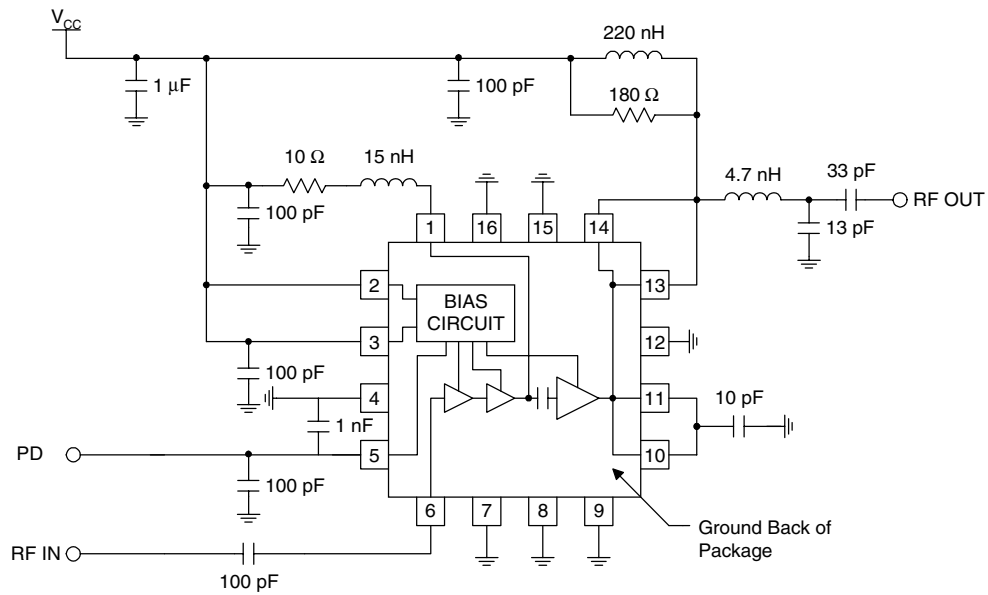 V_CC
220 nH
1 μF
100 pF
180 Ω
10 Ω
15 nH
4.7 nH
33 pF
RF OUT
100 pF
13 pF
1
16
15
14
2
13
BIAS
CIRCUIT
3
12
100 pF
4
11
10 pF
1 nF
PD
5
10
100 pF
6
7
8
9
Ground Back of
Package
RF IN
100 pF